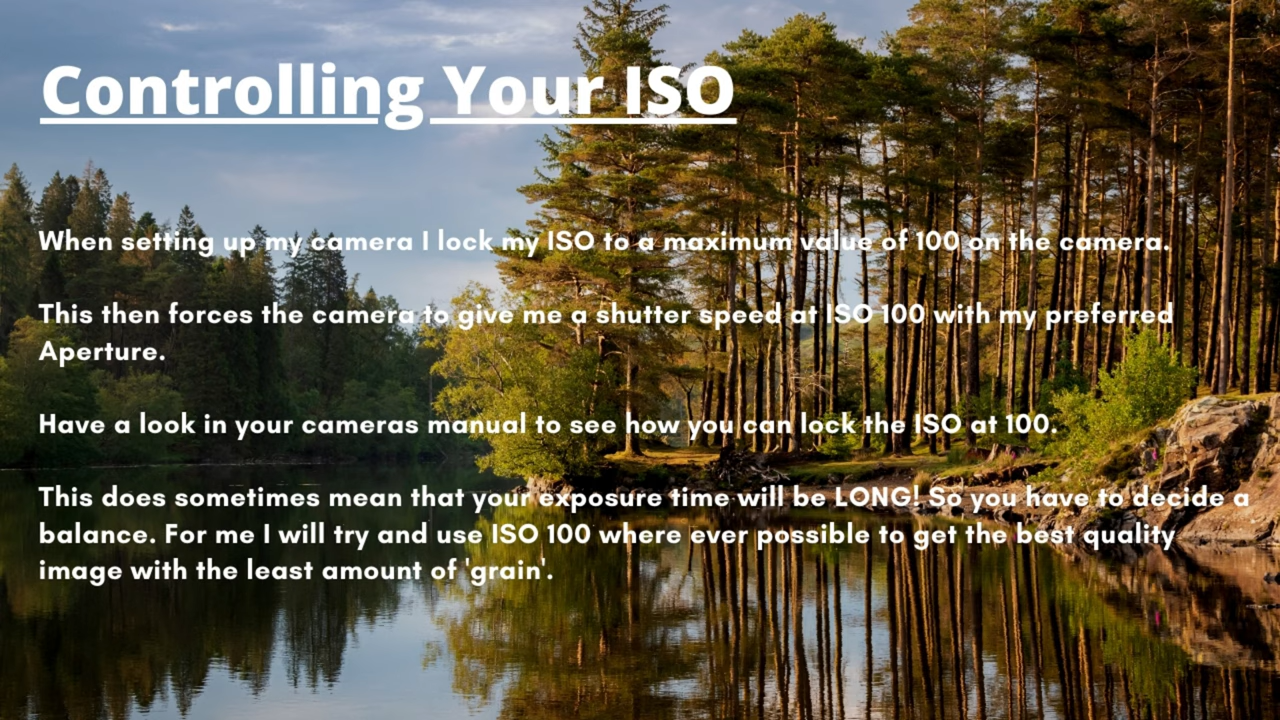 Controlling Your ISO
When setting up my camera I lock my ISO to a maximum value of 100 on the camera.
This then forces the camera to give me a shutter speed at ISO 100 with my preferred
Aperture.
Have a look in your cameras manual to see how you can lock the ISO at 100.
This does sometimes mean that your exposure time will be LONG! So you have to decide a
balance. For me I will try and use ISO 100 where ever possible to get the best quality
image with the least amount of 'grain'.